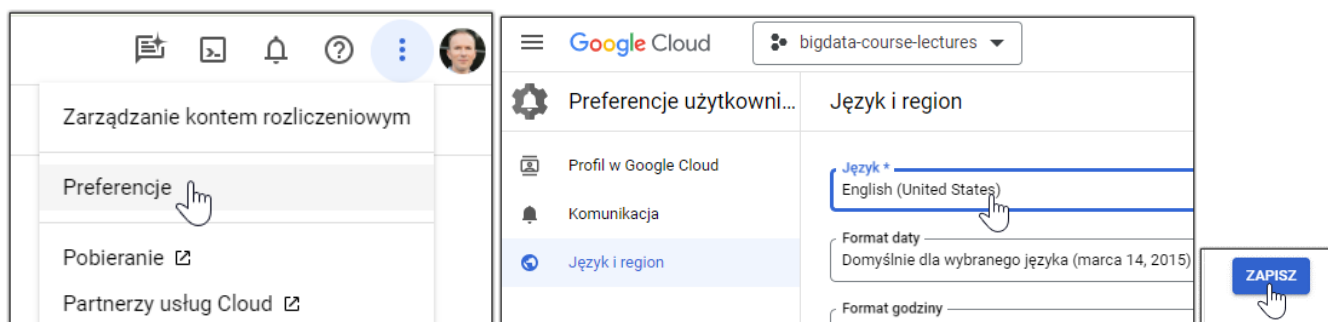 Zarządzanie kontem rozliczeniowym
Preferencje
Pobieranie
Partnerzy usług Cloud
Google Cloud
bigdata-course-lectures
Preferencje użytkowni...
Język i region
Profil w Google Cloud
Komunikacja
Język i region
Język *
English (United States)
Format daty
Domyślnie dla wybranego języka (marca 14, 2015)
Format godziny
ZAPISZ